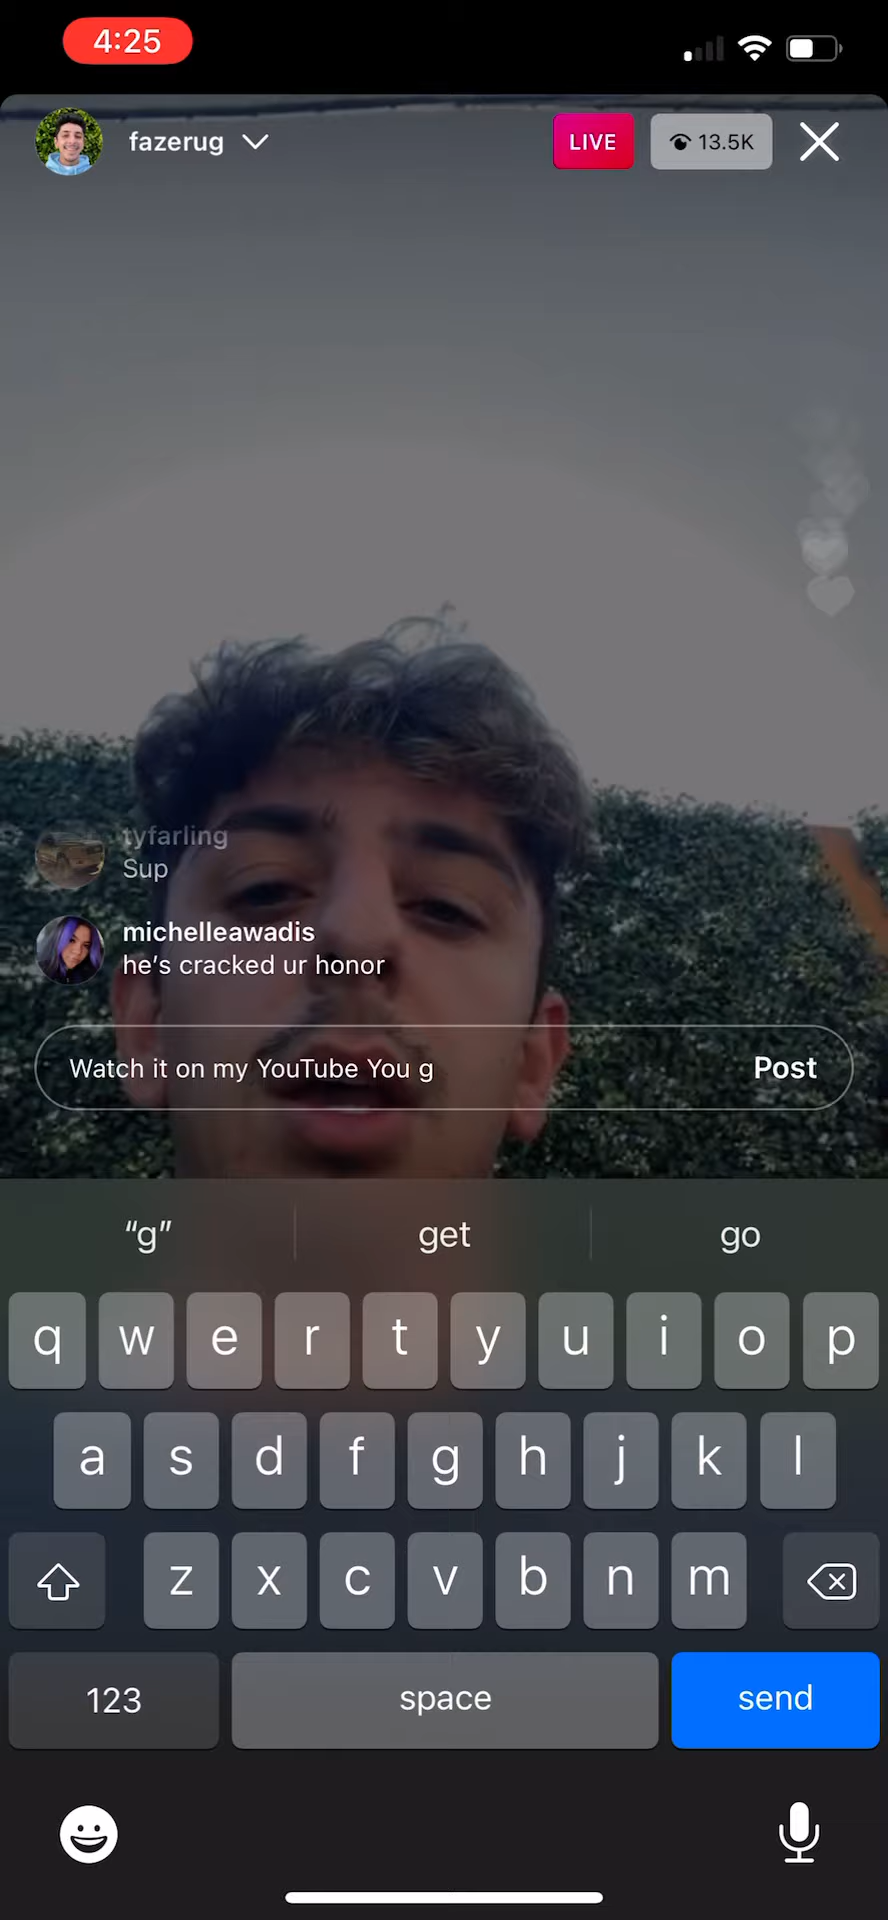 4:25
fazerug
LIVE
13.5K
tyfarling
Sup
michelleawadis
he's cracked ur honor
Watch it on my YouTube You g
Post
“g”
get
go
q w e r t y u i o p
a s d f g h j k l
z x c v b n m
123
space
send